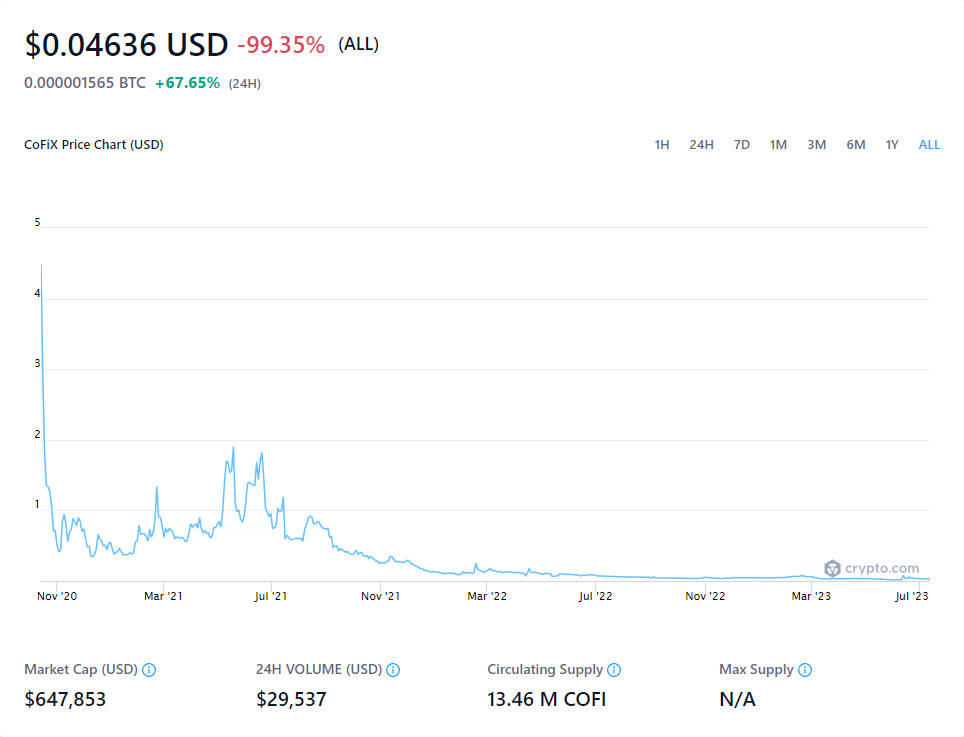 $0.04636 USD -99.35% (ALL)
0.000001565 BTC +67.65% (24H)
CoFiX Price Chart (USD) 1H 24H 7D 1M 3M 6M 1Y ALL
5
4
3
2
1
crypto.com
Nov '20 Mar '21 Jul '21 Nov '21 Mar '22 Jul '22 Nov '22 Mar '23 Jul '23
Market Cap (USD) 24H VOLUME (USD) Circulating Supply Max Supply
$647,853 $29,537 13.46 M COFI N/A